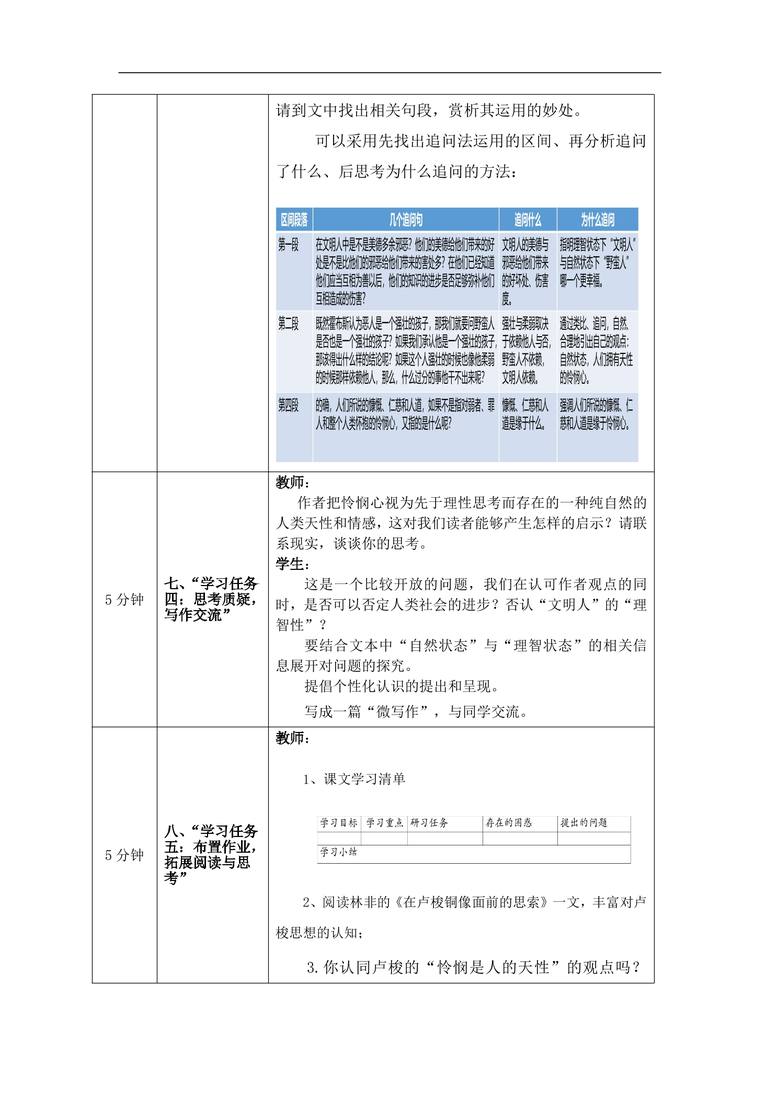 请到文中找出相关句段，赏析其运用的妙处。
可以采用先找出追问法运用的区间、再分析追问
了什么、后思考为什么追问的方法：
区间段落 几个追问句 追问什么 为什么追问
第一段
在文明人中是不是美德多余邪恶？他们的美德给他们带来的好
处是不是比他们的邪恶给他们带来的害处多？在他们已经知道
他们应当互相为善以后，他们的知识的进步是否足够弥补他们
互相造成的伤害？
文明人的美德与
邪恶给他们带来
的好坏处、伤害
度。
指明理智状态下“文明人”
与自然状态下“野蛮人”
哪一个更幸福。
第二段
既然霍布斯认为恶人是一个强壮的孩子，那我们就要问野蛮人
是否也是一个强壮的孩子？如果我们承认他是一个强壮的孩子，
那该得出什么样的结论呢？如果这个人强壮的时候也像他柔弱
的时候那样依赖他人，那么，什么过分的事他干不出来呢？
强壮与柔弱取决
于依赖他人与否，
野蛮人不依赖，
文明人依赖。
通过类比、追问，自然、
合理地引出自己的观点：
自然状态，人们拥有天性
的怜悯心。
第四段
的确，人们所说的慷慨、仁慈和人道，如果不是指对弱者、罪
人和整个人类怀抱的怜悯心，又指的是什么呢？
慷慨、仁慈和人
道是缘于什么。
强调人们所说的慷慨、仁
慈和人道是缘于怜悯心。
5 分钟
七、“学习任务
四：思考质疑，
写作交流”
教师：
作者把怜悯心视为先于理性思考而存在的一种纯自然的
人类天性和情感，这对我们读者能够产生怎样的启示？请联
系现实，谈谈你的思考。
学生：
这是一个比较开放的问题，我们在认可作者观点的同
时，是否可以否定人类社会的进步？否认“文明人”的“理
智性”？
要结合文本中“自然状态”与“理智状态”的相关信
息展开对问题的探究。
提倡个性化认识的提出和呈现。
写成一篇“微写作”，与同学交流。
5 分钟
八、“学习任务
五：布置作业，
拓展阅读与思
考”
教师：
1、课文学习清单
学习目标 学习重点 研习任务 存在的困惑 提出的问题
学习小结
2、阅读林非的《在卢梭铜像面前的思索》一文，丰富对卢
梭思想的认知；
3.你认同卢梭的“怜悯是人的天性”的观点吗？